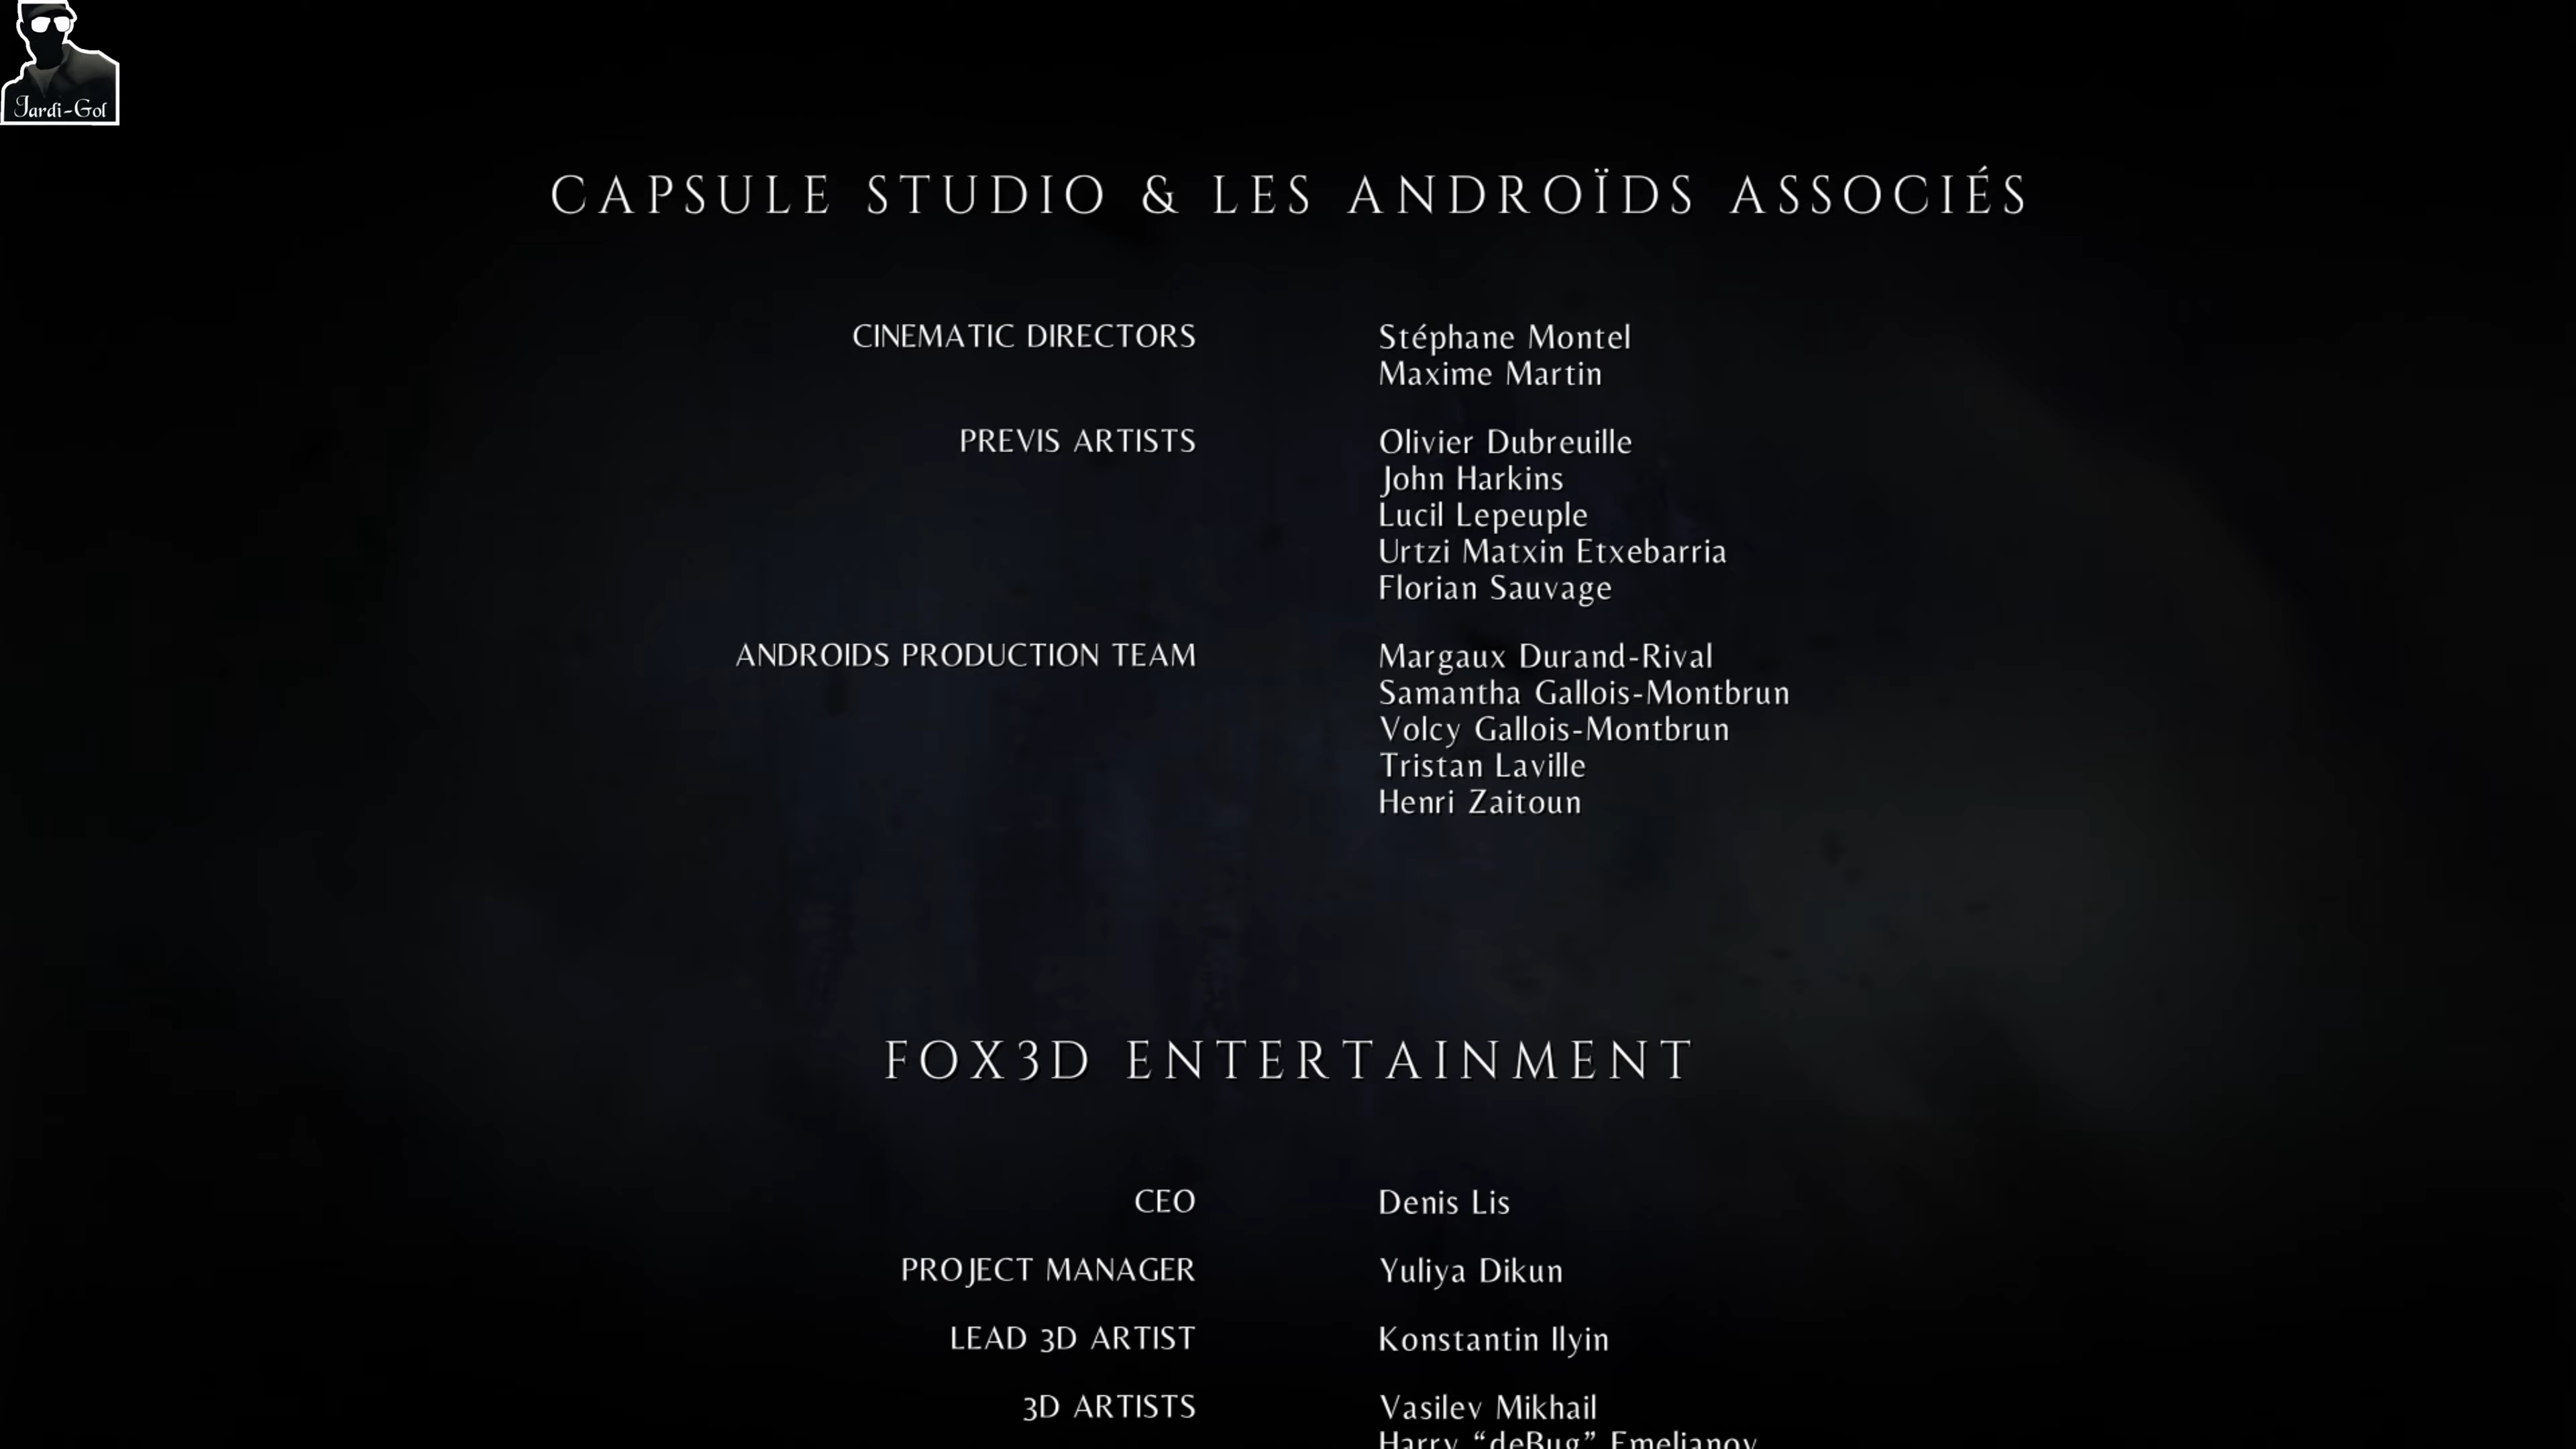 Jardi-Gol
CAPSULE STUDIO & LES ANDROÏDS ASSOCIÉS
CINEMATIC DIRECTORS Stéphane Montel
Maxime Martin
PREVIS ARTISTS Olivier Dubreuille
John Harkins
Lucil Lepeuple
Urtzi Matxin Etxebarria
Florian Sauvage
ANDROIDS PRODUCTION TEAM Margaux Durand-Rival
Samantha Gallois-Montbrun
Volcy Gallois-Montbrun
Tristan Laville
Henri Zaitoun
FOX3D ENTERTAINMENT
CEO Denis Lis
PROJECT MANAGER Yuliya Dikun
LEAD 3D ARTIST Konstantin Ilyin
3D ARTISTS Vasilev Mikhail
Harry “deBug” Emelianov